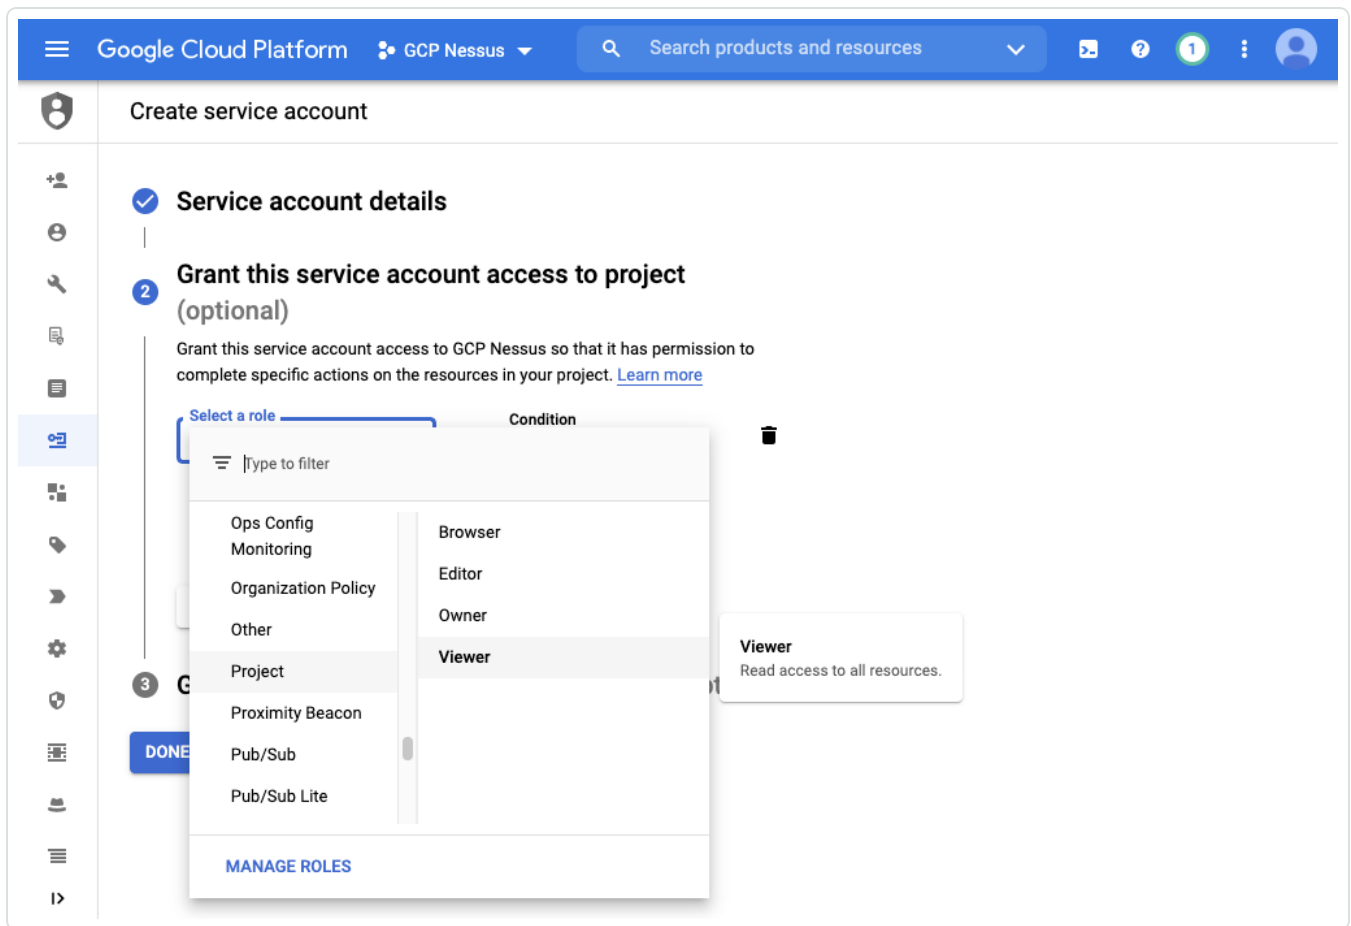 Google Cloud Platform
GCP Nessus
Search products and resources
1
Create service account
Service account details
2
Grant this service account access to project
(optional)
Grant this service account access to GCP Nessus so that it has permission to
complete specific actions on the resources in your project. Learn more
Select a role
Condition
Type to filter
Ops Config
Monitoring
Organization Policy
Other
Project
Proximity Beacon
Pub/Sub
Pub/Sub Lite
Browser
Editor
Owner
Viewer
MANAGE ROLES
Viewer
Read access to all resources.
3
DONE